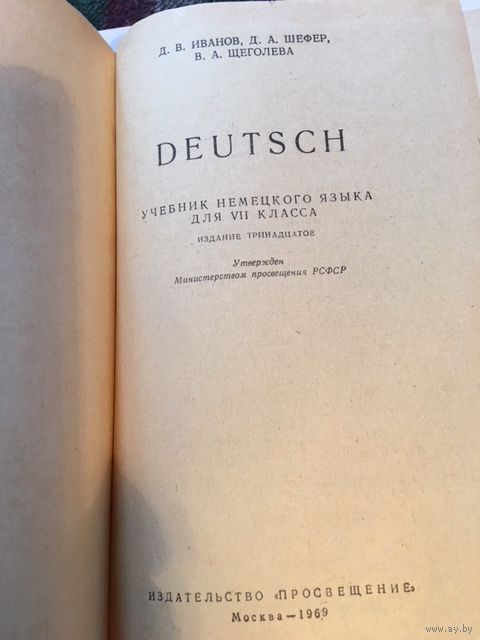 Д. В. ИВАНОВ, Д. А. ШЕФЕР,
В. А. ЩЕГОЛЕВА
DEUTSCH
УЧЕБНИК НЕМЕЦКОГО ЯЗЫКА
ДЛЯ VII КЛАССА
ИЗДАНИЕ ТРИНАДЦАТОЕ
Утвержден
Министерством просвещения РСФСР
ИЗДАТЕЛЬСТВО «ПРОСВЕЩЕНИЕ»
Москва — 1969
ay.by